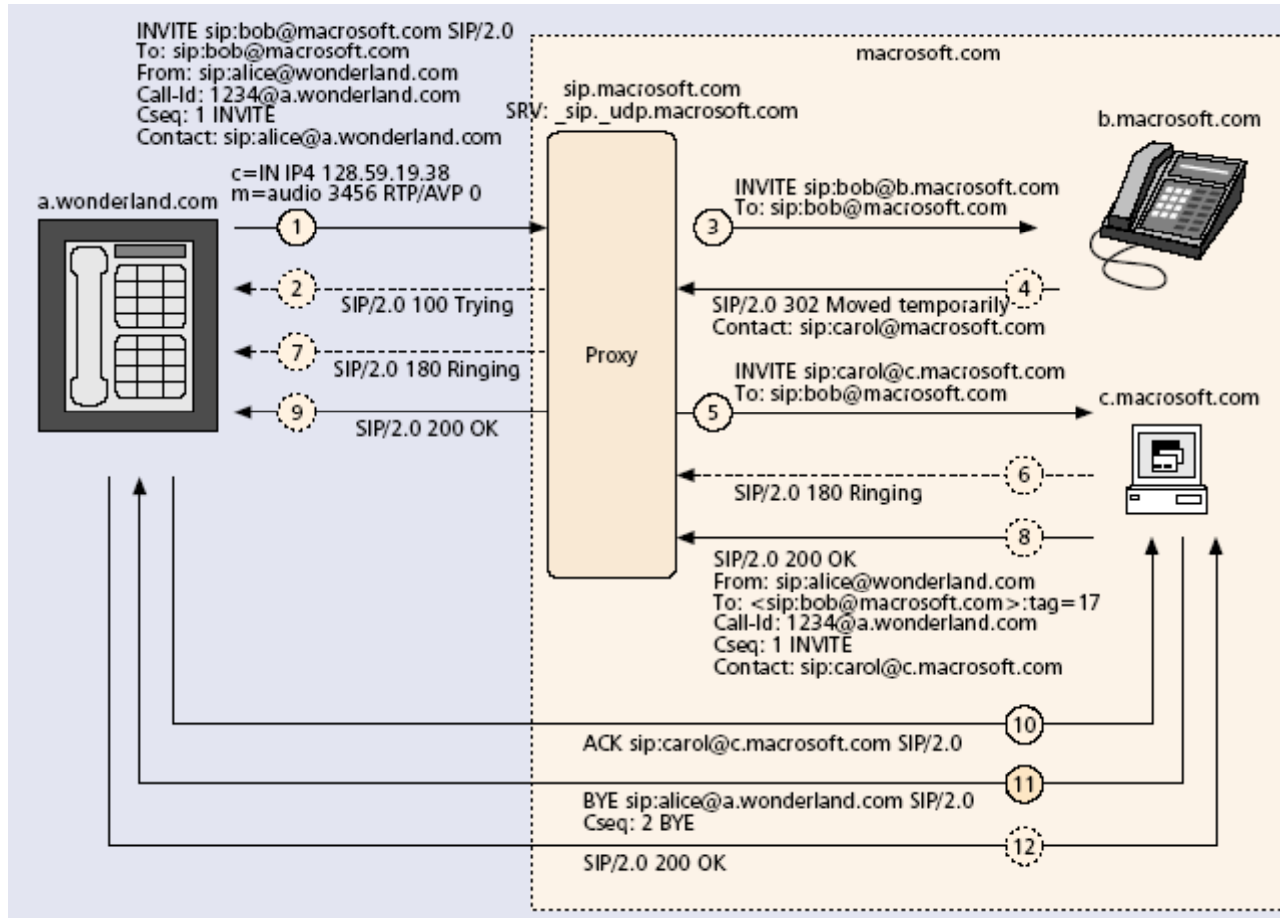 INVITE sip:bob@macrosoft.com SIP/2.0
To: sip:bob@macrosoft.com
From: sip:alice@wonderland.com
Call-Id: 1234@a.wonderland.com
Cseq: 1 INVITE
Contact: sip:alice@a.wonderland.com
c=IN IP4 128.59.19.38
m=audio 3456 RTP/AVP 0
a.wonderland.com
macrosoft.com
sip.macrosoft.com
SRV: _sip._udp.macrosoft.com
b.macrosoft.com
1
INVITE sip:bob@b.macrosoft.com
To: sip:bob@macrosoft.com
3
2
SIP/2.0 100 Trying
4
SIP/2.0 302 Moved temporarily
Contact: sip:carol@macrosoft.com
7
SIP/2.0 180 Ringing
Proxy
INVITE sip:carol@c.macrosoft.com
To: sip:bob@macrosoft.com
5
c.macrosoft.com
9
SIP/2.0 200 OK
6
SIP/2.0 180 Ringing
8
SIP/2.0 200 OK
From: sip:alice@wonderland.com
To: <sip:bob@macrosoft.com>:tag=17
Call-Id: 1234@a.wonderland.com
Cseq: 1 INVITE
Contact: sip:carol@c.macrosoft.com
10
ACK sip:carol@c.macrosoft.com SIP/2.0
11
BYE sip:alice@a.wonderland.com SIP/2.0
Cseq: 2 BYE
12
SIP/2.0 200 OK